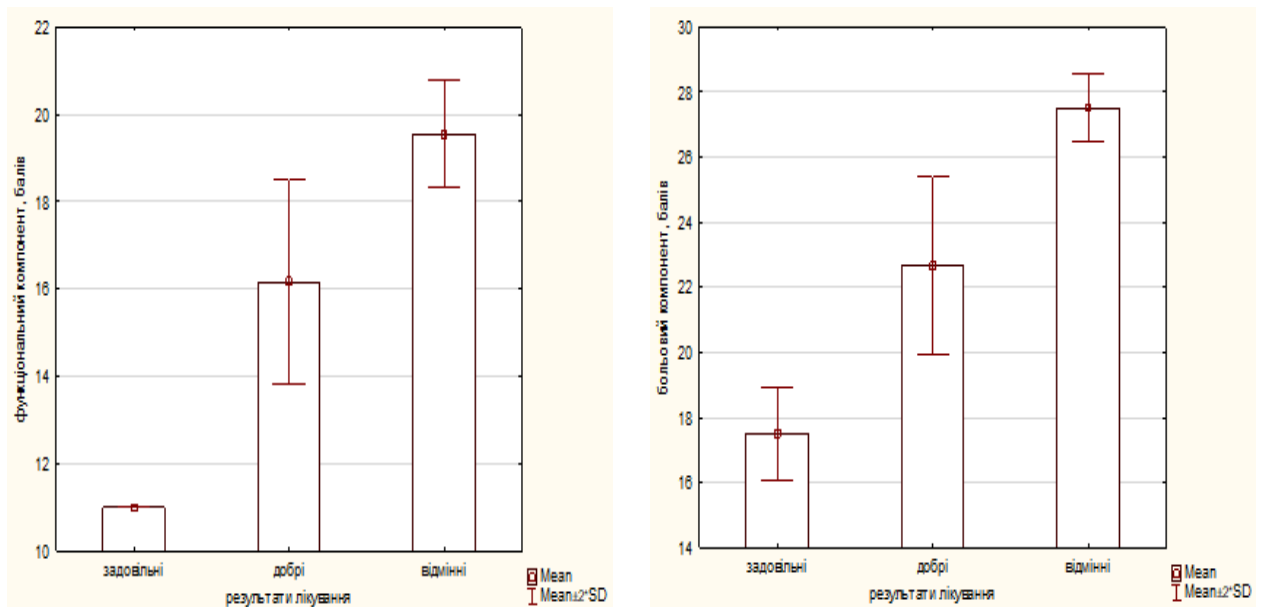 функціональний компонент, балів
22
20
18
16
14
12
10
задовільні
добрі
відмінні
результати лікування
Mean
Mean±2*SD
больовий компонент, балів
30
28
26
24
22
20
18
16
14
задовільні
добрі
відмінні
результати лікування
Mean
Mean±2*SD